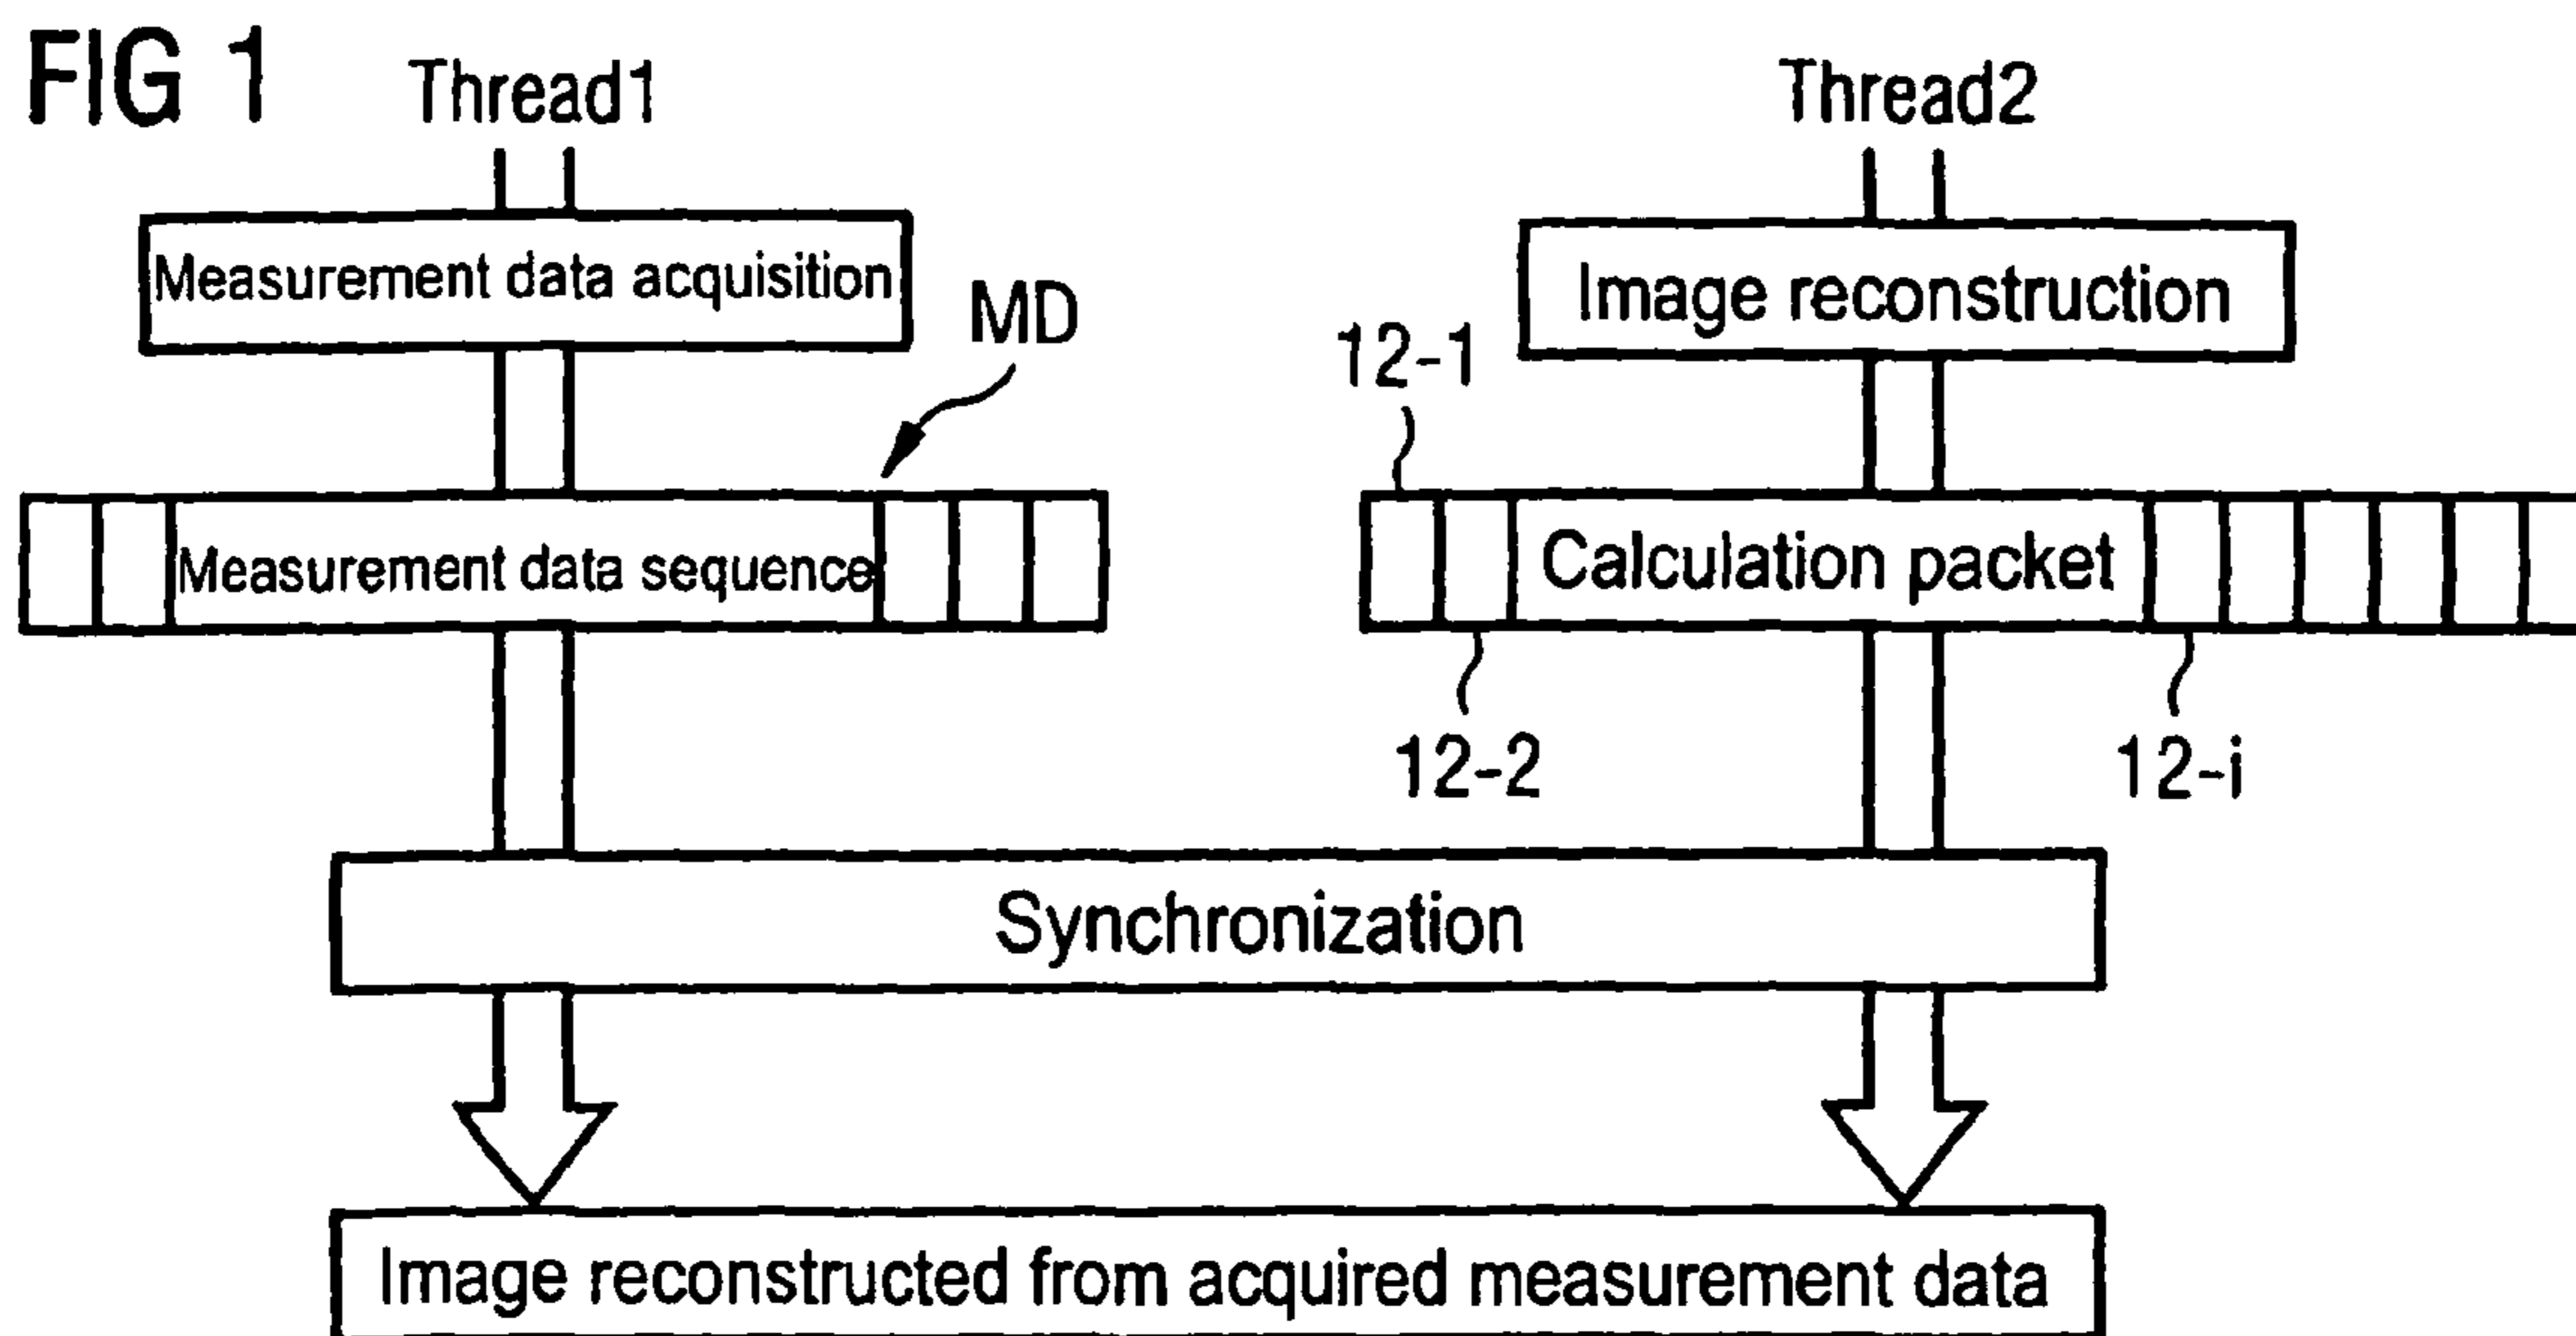 FIG 1
Thread1
Thread2
Measurement data acquisition
Image reconstruction
MD
12-1
Measurement data sequence
Calculation packet
12-2
12-i
Synchronization
Image reconstructed from acquired measurement data